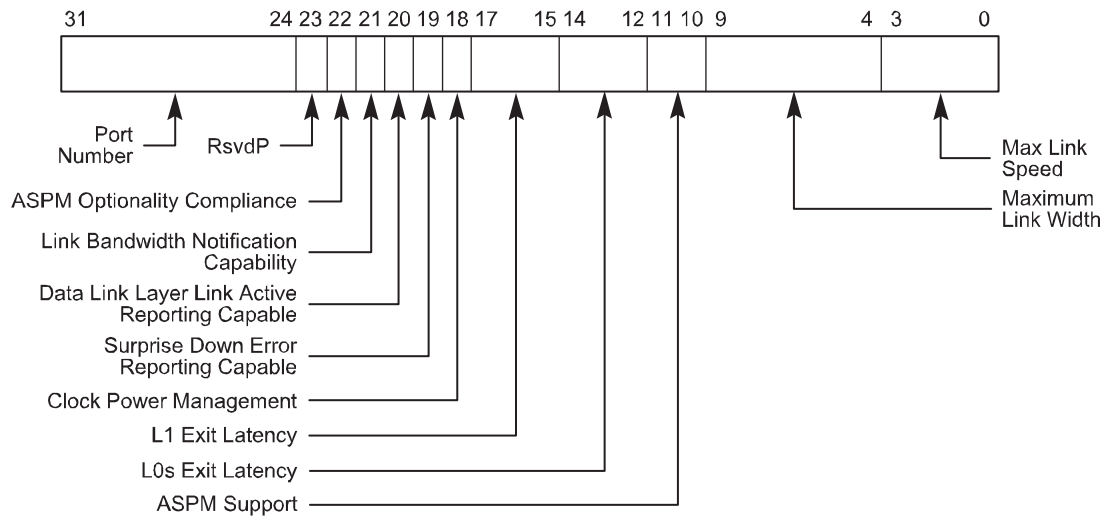 31 24 23 22 21 20 19 18 17 15 14 12 11 10 9 4 3 0
Port
Number
RsvdP
Max Link
Speed
ASPM Optionality Compliance
Maximum
Link Width
Link Bandwidth Notification
Capability
Data Link Layer Link Active
Reporting Capable
Surprise Down Error
Reporting Capable
Clock Power Management
L1 Exit Latency
L0s Exit Latency
ASPM Support